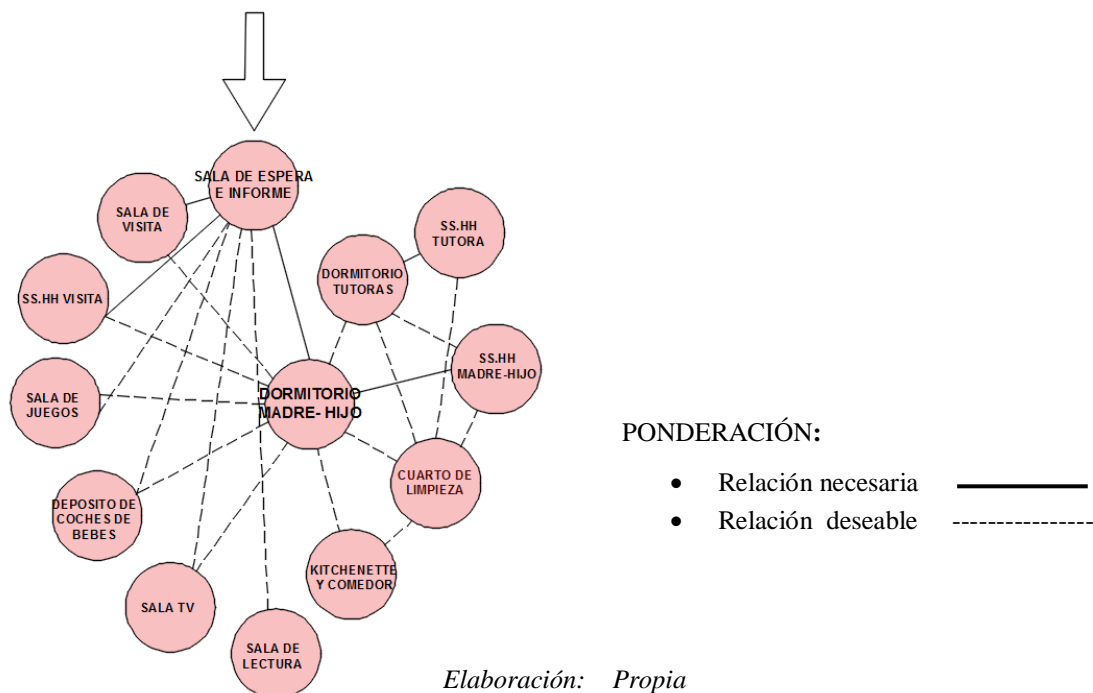 SALA DE ESPERA
E INFORME
SALA DE
VISITA
SS.HH
TUTORA
DORMITORIO
TUTORAS
SS.HH VISITA
SS.HH
MADRE-HIJO
SALA DE
JUEGOS
DORMITORIO
MADRE- HIJO
CUARTO DE
LIMPIEZA
DEPOSITO DE
COCHES DE
BEBES
KITCHENETTE
Y COMEDOR
SALA TV
SALA DE
LECTURA
PONDERACIÓN:
• Relación necesaria
• Relación deseable
Elaboración: Propia